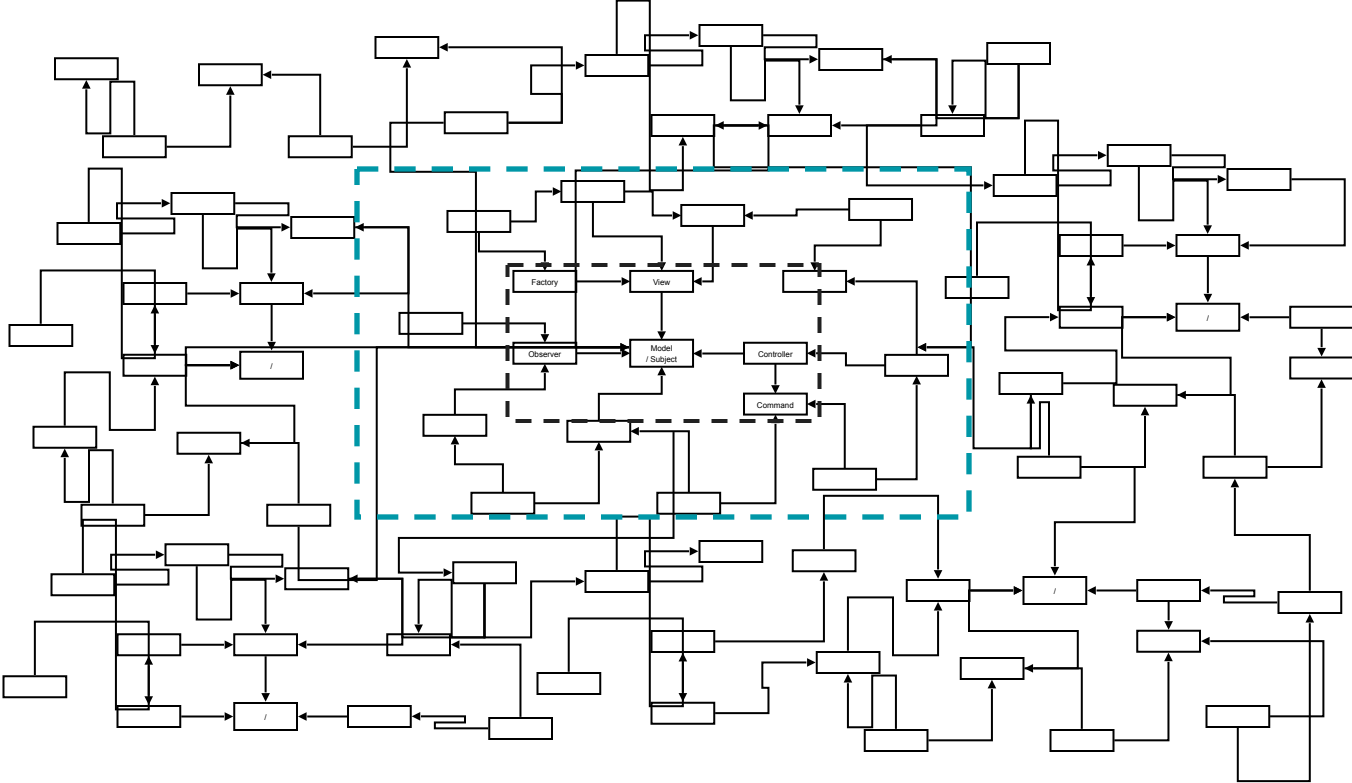 Factory
View
/
/
Observer
Model
/ Subject
Controller
/
Command
/
/